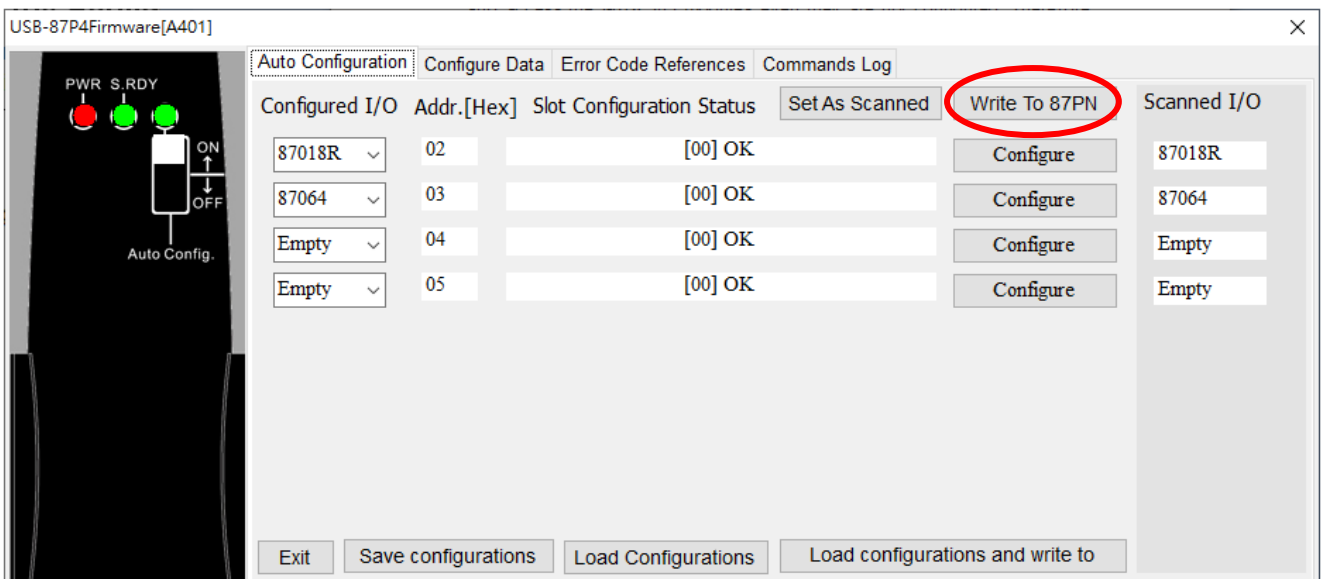 USB-87P4Firmware[A401]
PWR S.RDY
ON
OFF
Auto Config.
Auto Configuration Configure Data Error Code References Commands Log
Configured I/O Addr.[Hex] Slot Configuration Status Set As Scanned Write To 87PN Scanned I/O
87018R 02 [00] OK Configure 87018R
87064 03 [00] OK Configure 87064
Empty 04 [00] OK Configure Empty
Empty 05 [00] OK Configure Empty
Exit Save configurations Load Configurations Load configurations and write to